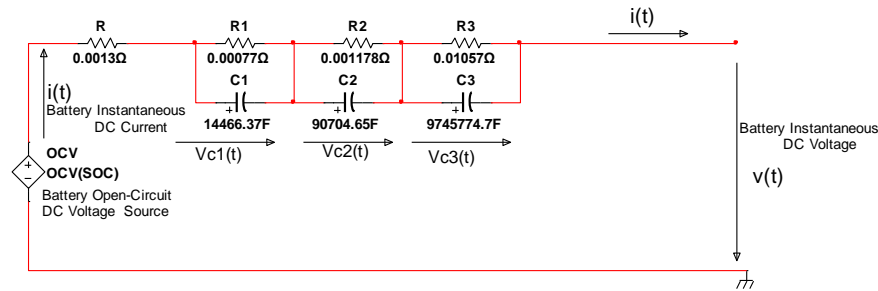 R
0.0013Ω
R1
0.00077Ω
R2
0.001178Ω
R3
0.01057Ω
i(t)
C1
+
14466.37F
C2
+
90704.65F
C3
+
9745774.7F
i(t)
Battery Instantaneous
DC Current
Vc1(t)
Vc2(t)
Vc3(t)
Battery Instantaneous
DC Voltage
v(t)
+
−
OCV
OCV(SOC)
Battery Open-Circuit
DC Voltage Source